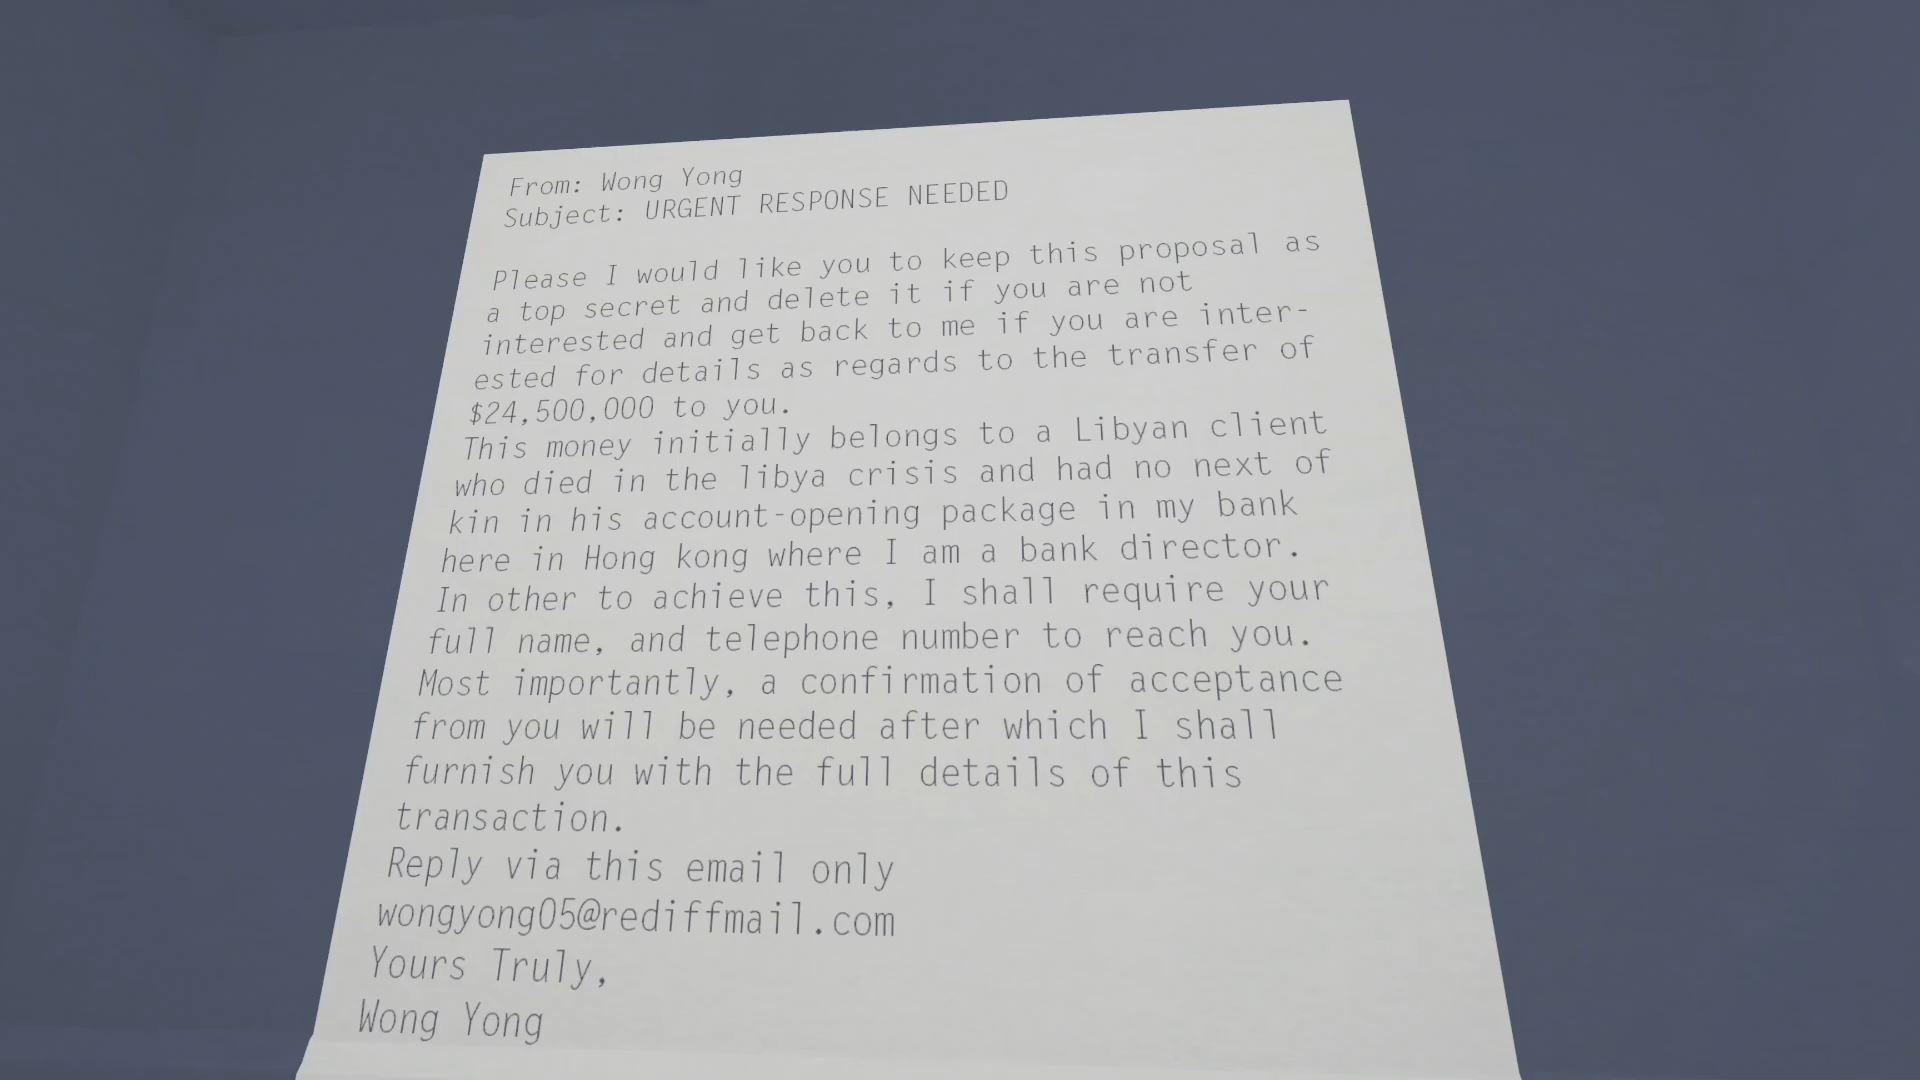 From: Wong Yong
Subject: URGENT RESPONSE NEEDED
Please I would like you to keep this proposal as
a top secret and delete it if you are not
interested and get back to me if you are inter-
ested for details as regards to the transfer of
$24,500,000 to you.
This money initially belongs to a Libyan client
who died in the libya crisis and had no next of
kin in his account-opening package in my bank
here in Hong kong where I am a bank director.
In other to achieve this, I shall require your
full name, and telephone number to reach you.
Most importantly, a confirmation of acceptance
from you will be needed after which I shall
furnish you with the full details of this
transaction.
Reply via this email only
wongyong05@rediffmail.com
Yours Truly,
Wong Yong